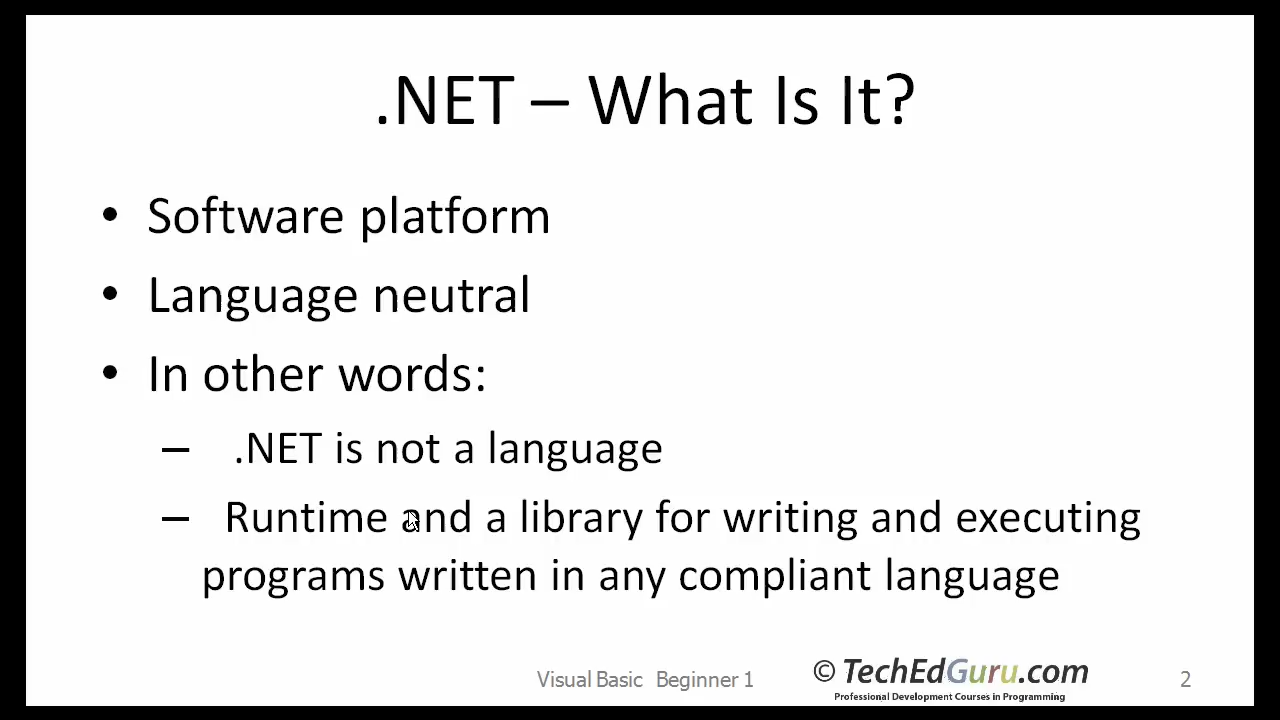 .NET – What Is It?
• Software platform
• Language neutral
• In other words:
– .NET is not a language
– Runtime and a library for writing and executing
programs written in any compliant language
Visual Basic Beginner 1
© TechEdGuru.com
Professional Development Courses in Programming
2